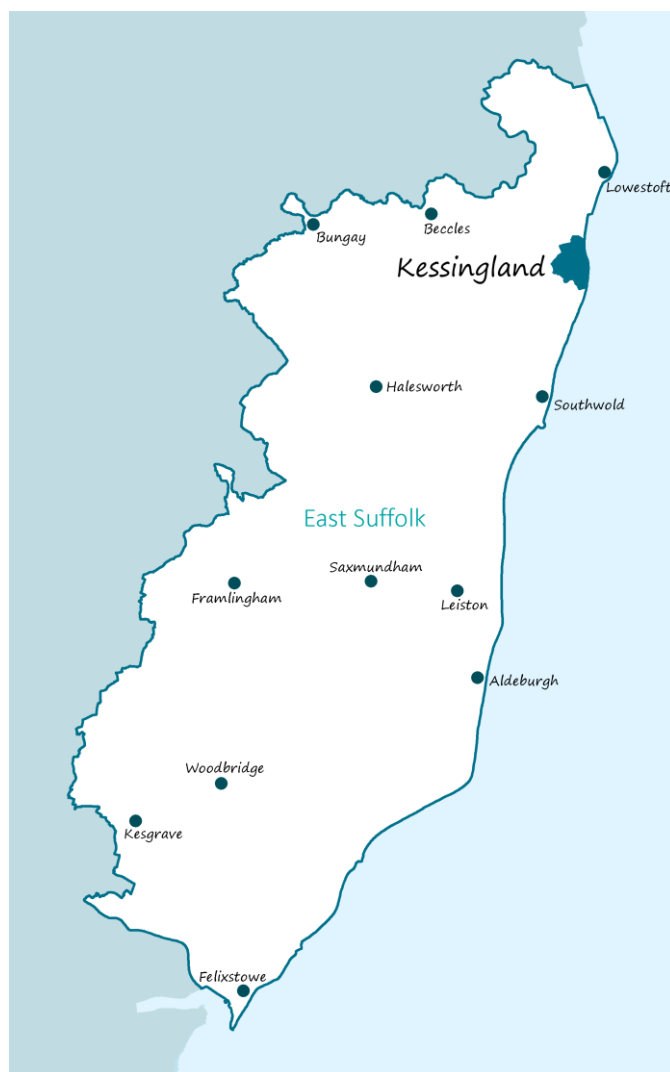 Lowestoft
Beccles
Bungay
Kessingland
Halesworth
Southwold
East Suffolk
Saxmundham
Framlingham
Leiston
Aldeburgh
Woodbridge
Kesgrave
Felixstowe